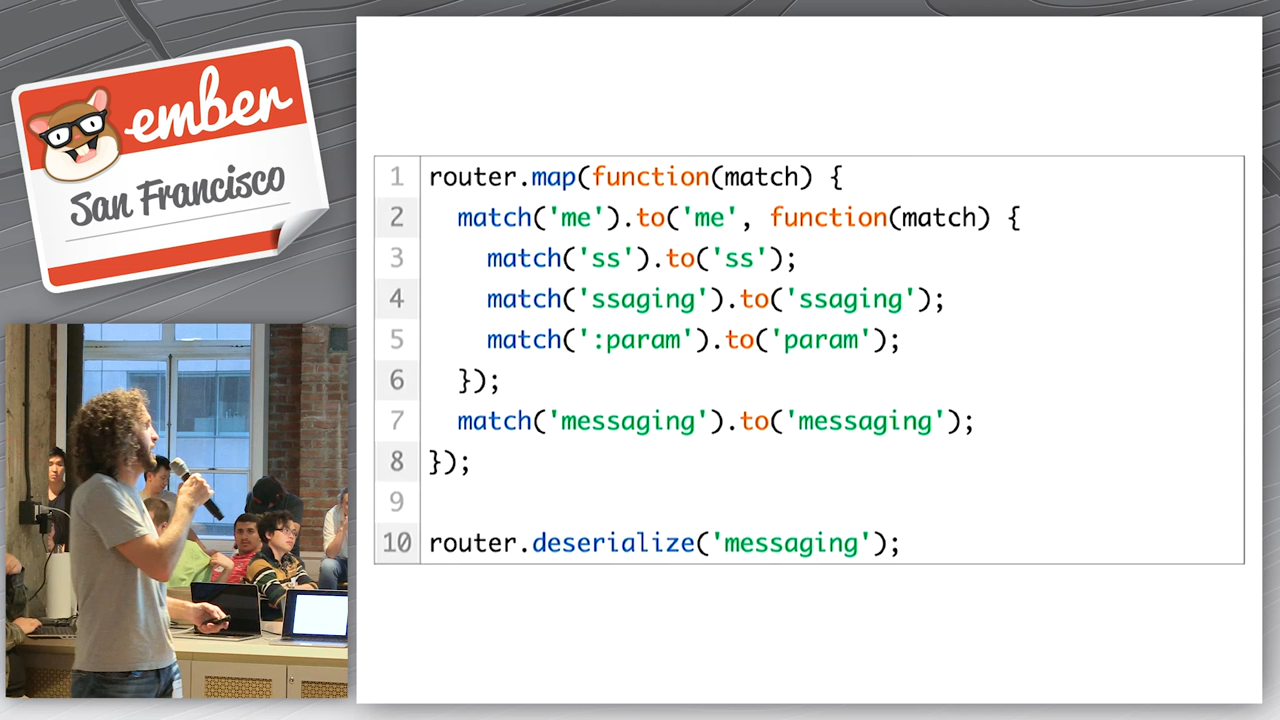 ember
San Francisco
1 router.map(function(match) {
2 match('me').to('me', function(match) {
3 match('ss').to('ss');
4 match('ssaging').to('ssaging');
5 match(':param').to('param');
6 });
7 match('messaging').to('messaging');
8 });
9
10 router.deserialize('messaging');